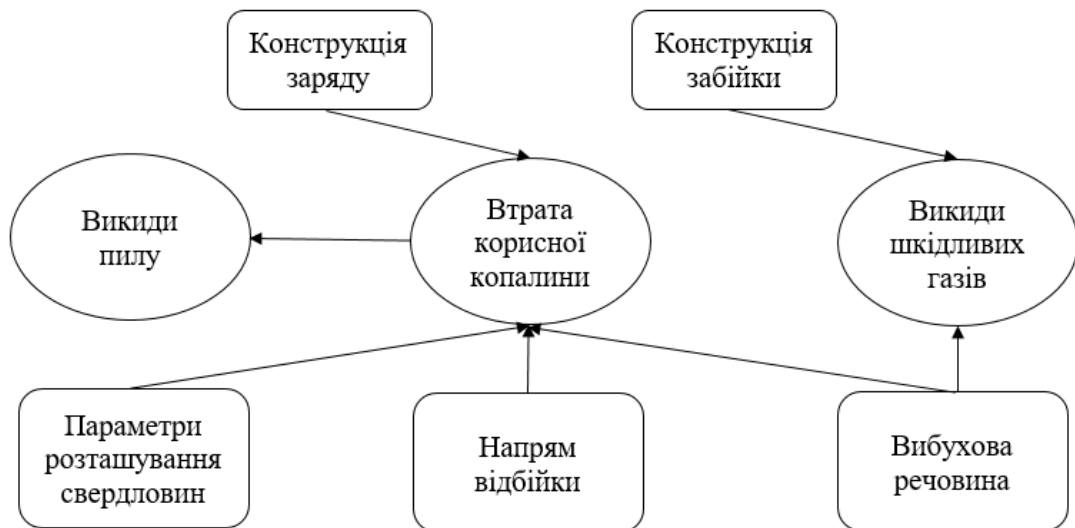 Конструкція
заряду
Конструкція
забійки
Викиди
пилу
Втрата
корисної
копалини
Викиди
шкідливих
газів
Параметри
розташування
свердловин
Напрям
відбійки
Вибухова
речовина